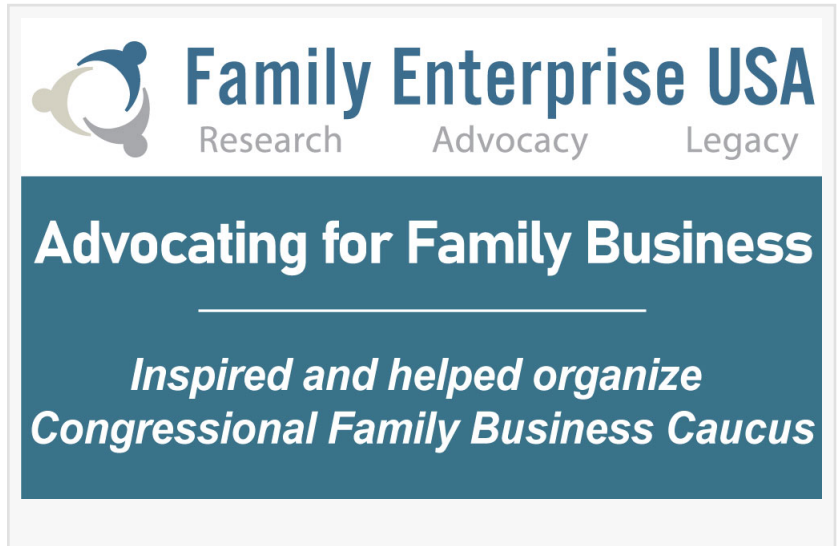 Family Enterprise USA
Research Advocacy Legacy
Advocating for Family Business
Inspired and helped organize
Congressional Family Business Caucus